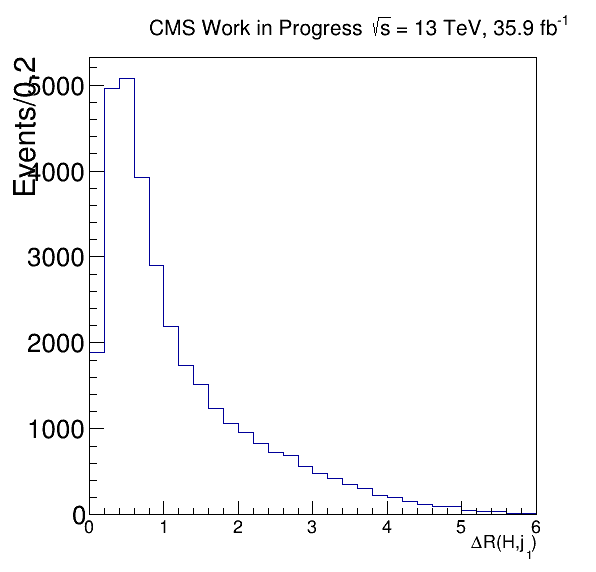 CMS Work in Progress √s = 13 TeV, 35.9 fb⁻¹
Events/0.2
5000
4000
3000
2000
1000
0
0 1 2 3 4 5 6
ΔR(H,j₁)